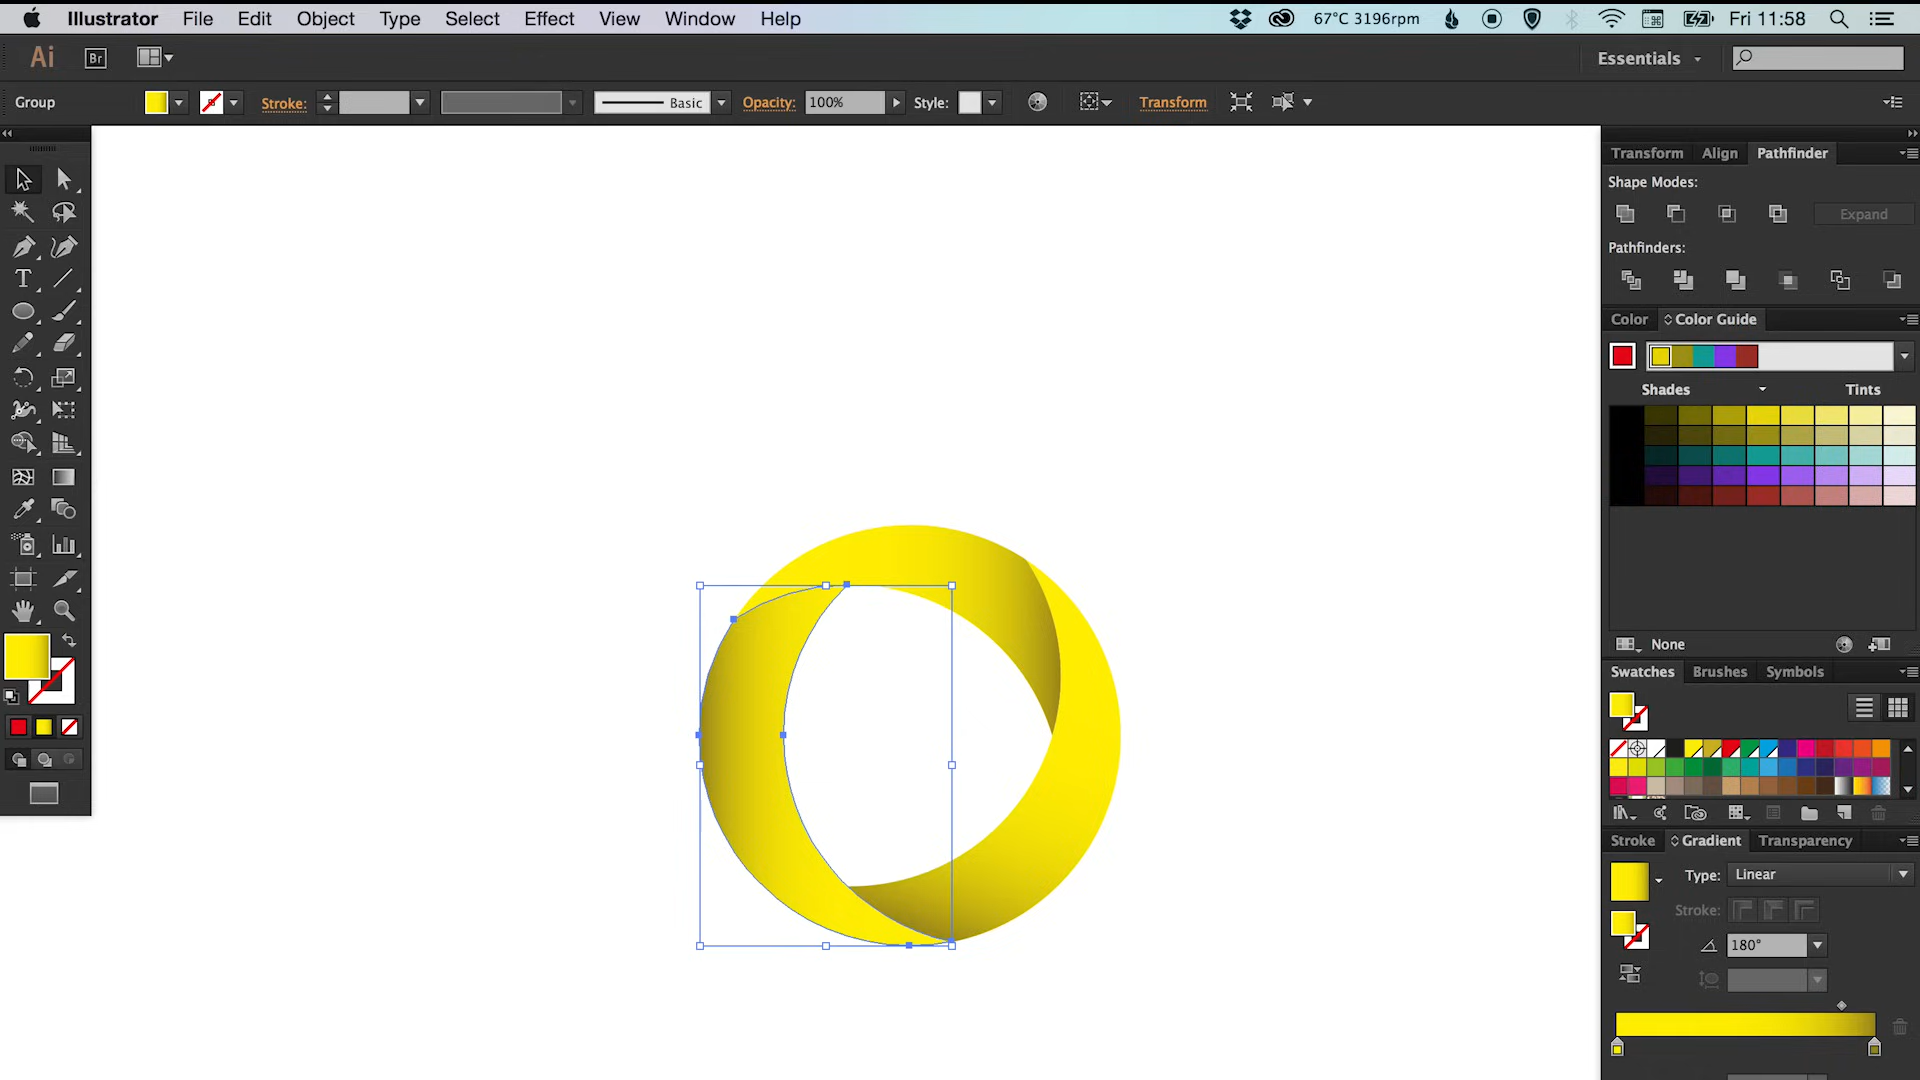 Illustrator File Edit Object Type Select Effect View Window Help 67°C 3196rpm Fri 11:58
Ai Br Essentials
Group Stroke: Basic Opacity: 100% Style: Transform
Transform Align Pathfinder
Shape Modes:
Expand
Pathfinders:
Color Color Guide
Shades Tints
T
None
Swatches Brushes Symbols
Stroke Gradient Transparency
Type: Linear
Stroke:
180°